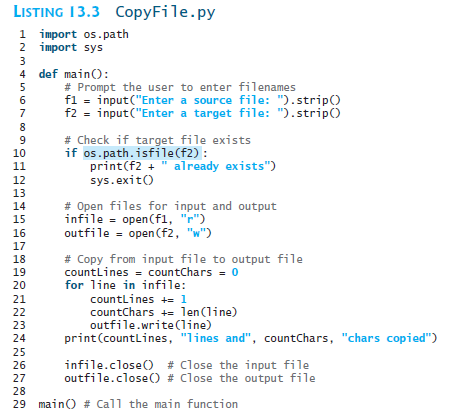 LISTING 13.3 CopyFile.py
1 import os.path
2 import sys
3
4 def main():
5     # Prompt the user to enter filenames
6     f1 = input("Enter a source file: ").strip()
7     f2 = input("Enter a target file: ").strip()
8
9     # Check if target file exists
10     if os.path.isfile(f2):
11         print(f2 + " already exists")
12         sys.exit()
13
14     # Open files for input and output
15     infile = open(f1, "r")
16     outfile = open(f2, "w")
17
18     # Copy from input file to output file
19     countLines = countChars = 0
20     for line in infile:
21         countLines += 1
22         countChars += len(line)
23         outfile.write(line)
24     print(countLines, "lines and", countChars, "chars copied")
25
26     infile.close() # Close the input file
27     outfile.close() # Close the output file
28
29 main() # Call the main function